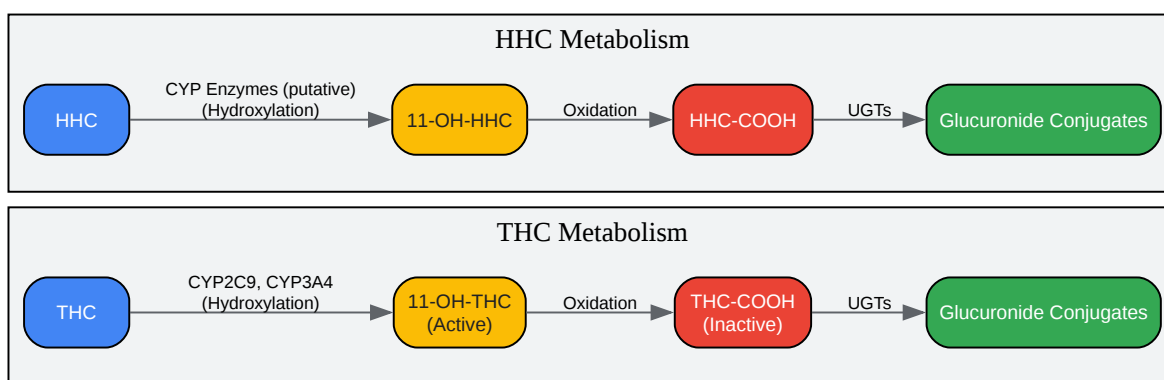 HHC Metabolism
CYP Enzymes (putative)
(Hydroxylation)
HHC
11-OH-HHC
Oxidation
HHC-COOH
UGTs
Glucuronide Conjugates
THC Metabolism
CYP2C9, CYP3A4
(Hydroxylation)
THC
11-OH-THC
(Active)
Oxidation
THC-COOH
(Inactive)
UGTs
Glucuronide Conjugates